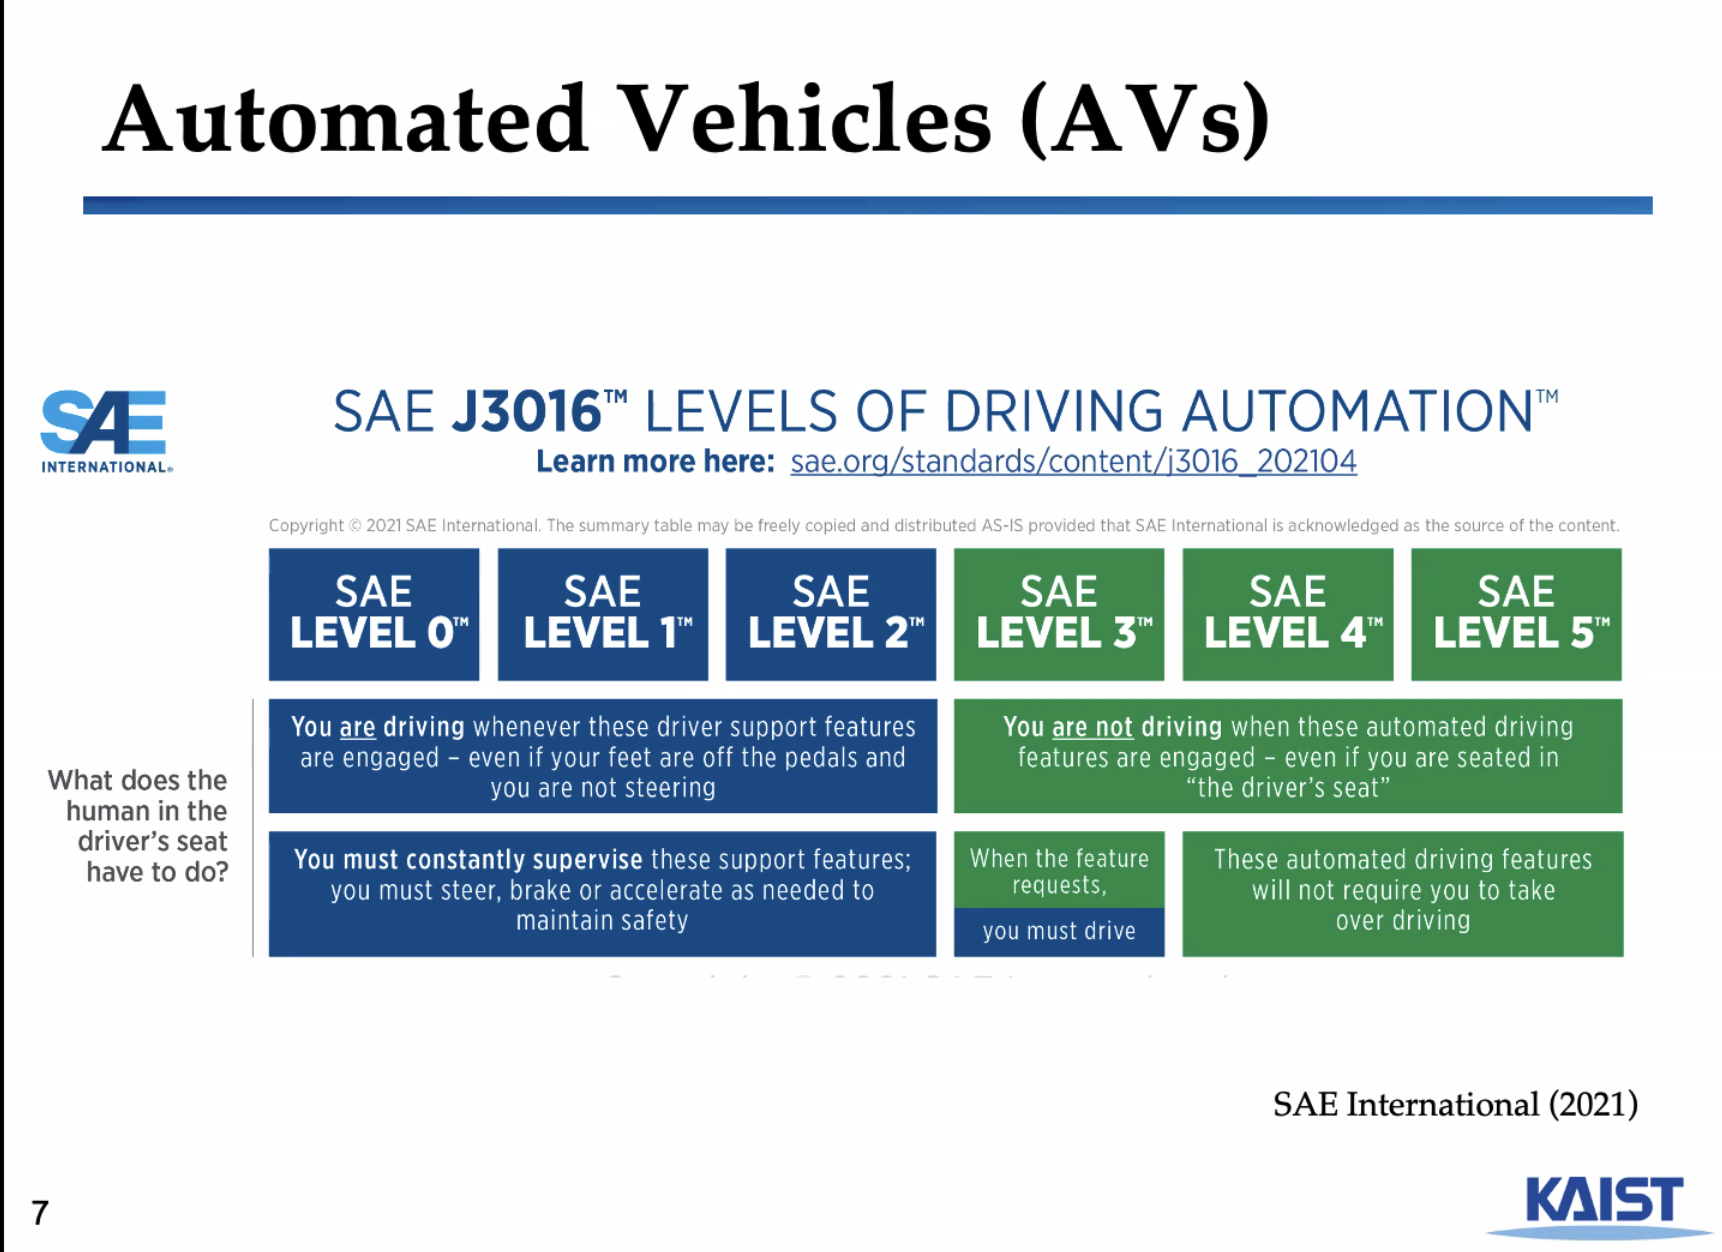 Automated Vehicles (AVs)
SAE
INTERNATIONAL®
SAE J3016™ LEVELS OF DRIVING AUTOMATION™
Learn more here: sae.org/standards/content/j3016_202104
Copyright © 2021 SAE International. The summary table may be freely copied and distributed AS-IS provided that SAE International is acknowledged as the source of the content.
SAE
LEVEL 0™
SAE
LEVEL 1™
SAE
LEVEL 2™
SAE
LEVEL 3™
SAE
LEVEL 4™
SAE
LEVEL 5™
What does the
human in the
driver's seat
have to do?
You are driving whenever these driver support features
are engaged – even if your feet are off the pedals and
you are not steering
You are not driving when these automated driving
features are engaged – even if you are seated in
“the driver’s seat”
You must constantly supervise these support features;
you must steer, brake or accelerate as needed to
maintain safety
When the feature
requests,
you must drive
These automated driving features
will not require you to take
over driving
SAE International (2021)
7
KAIST